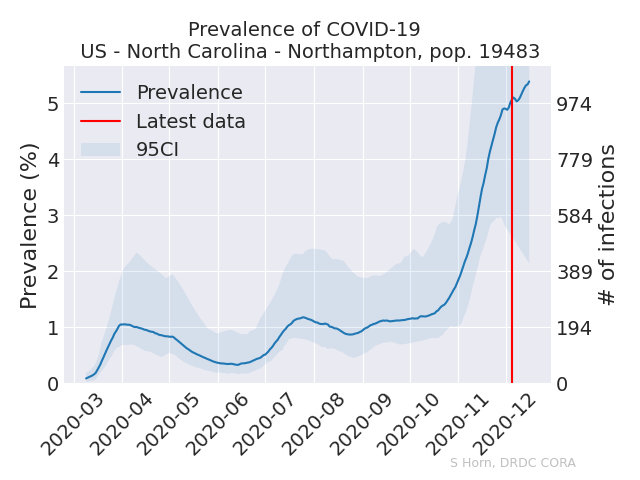 Prevalence of COVID-19
US - North Carolina - Northampton, pop. 19483
Prevalence
Latest data
95CI
Prevalence (%)
5
4
3
2
1
0
974
779
584
389
194
0
# of infections
2020-03
2020-04
2020-05
2020-06
2020-07
2020-08
2020-09
2020-10
2020-11
2020-12
S Horn, DRDC CORA